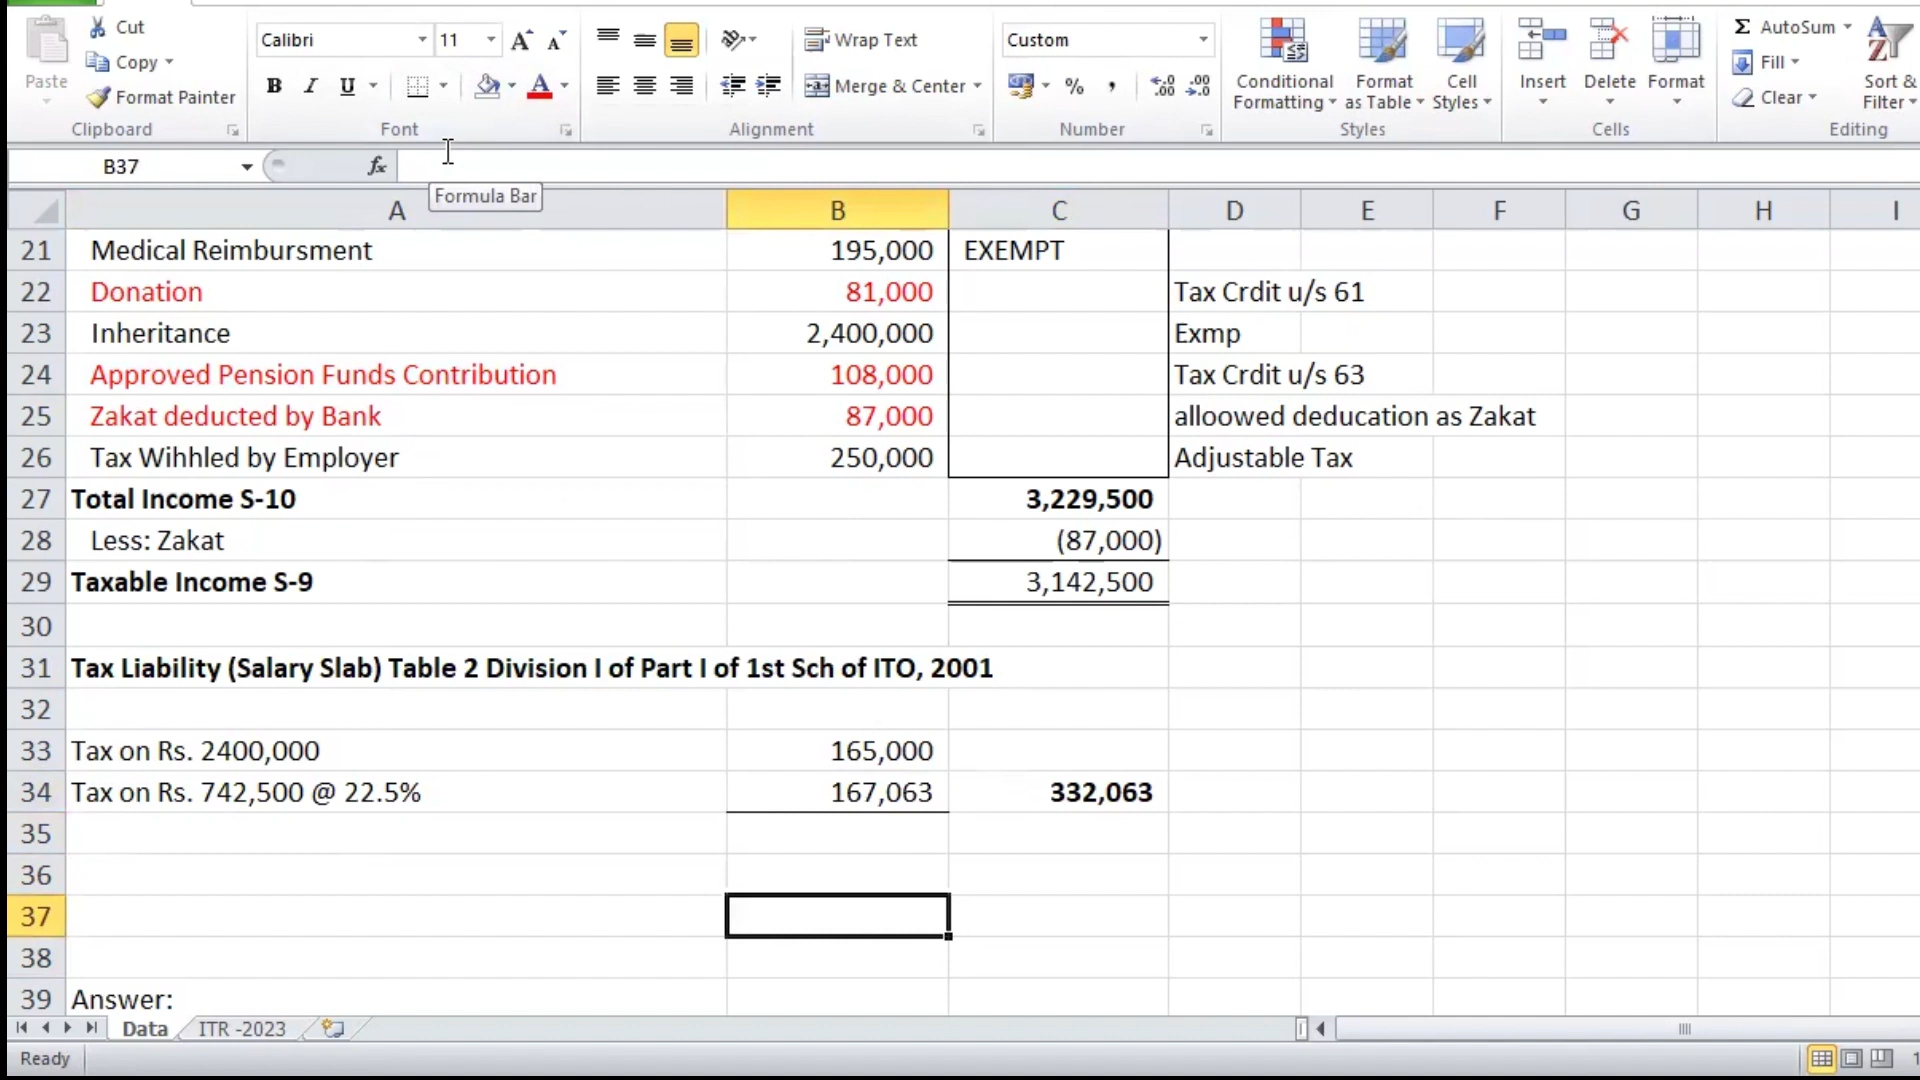 Cut
Calibri 11 Wrap Text Custom AutoSum
Paste Copy Conditional Formatting Format as Table Cell Styles Insert Delete Format Fill Sort & Filter
Format Painter B I U Merge & Center % , .00 Clear
Clipboard Font Alignment Number Styles Cells Editing
B37 fx
Formula Bar
A B C D E F G H I
21 Medical Reimbursment 195,000 EXEMPT
22 Donation 81,000 Tax Crdit u/s 61
23 Inheritance 2,400,000 Exmp
24 Approved Pension Funds Contribution 108,000 Tax Crdit u/s 63
25 Zakat deducted by Bank 87,000 alloowed deducation as Zakat
26 Tax Wihhled by Employer 250,000 Adjustable Tax
27 Total Income S-10 3,229,500
28 Less: Zakat (87,000)
29 Taxable Income S-9 3,142,500
30
31 Tax Liability (Salary Slab) Table 2 Division I of Part I of 1st Sch of ITO, 2001
32
33 Tax on Rs. 2400,000 165,000
34 Tax on Rs. 742,500 @ 22.5% 167,063 332,063
35
36
37
38
39 Answer:
Data ITR -2023
Ready